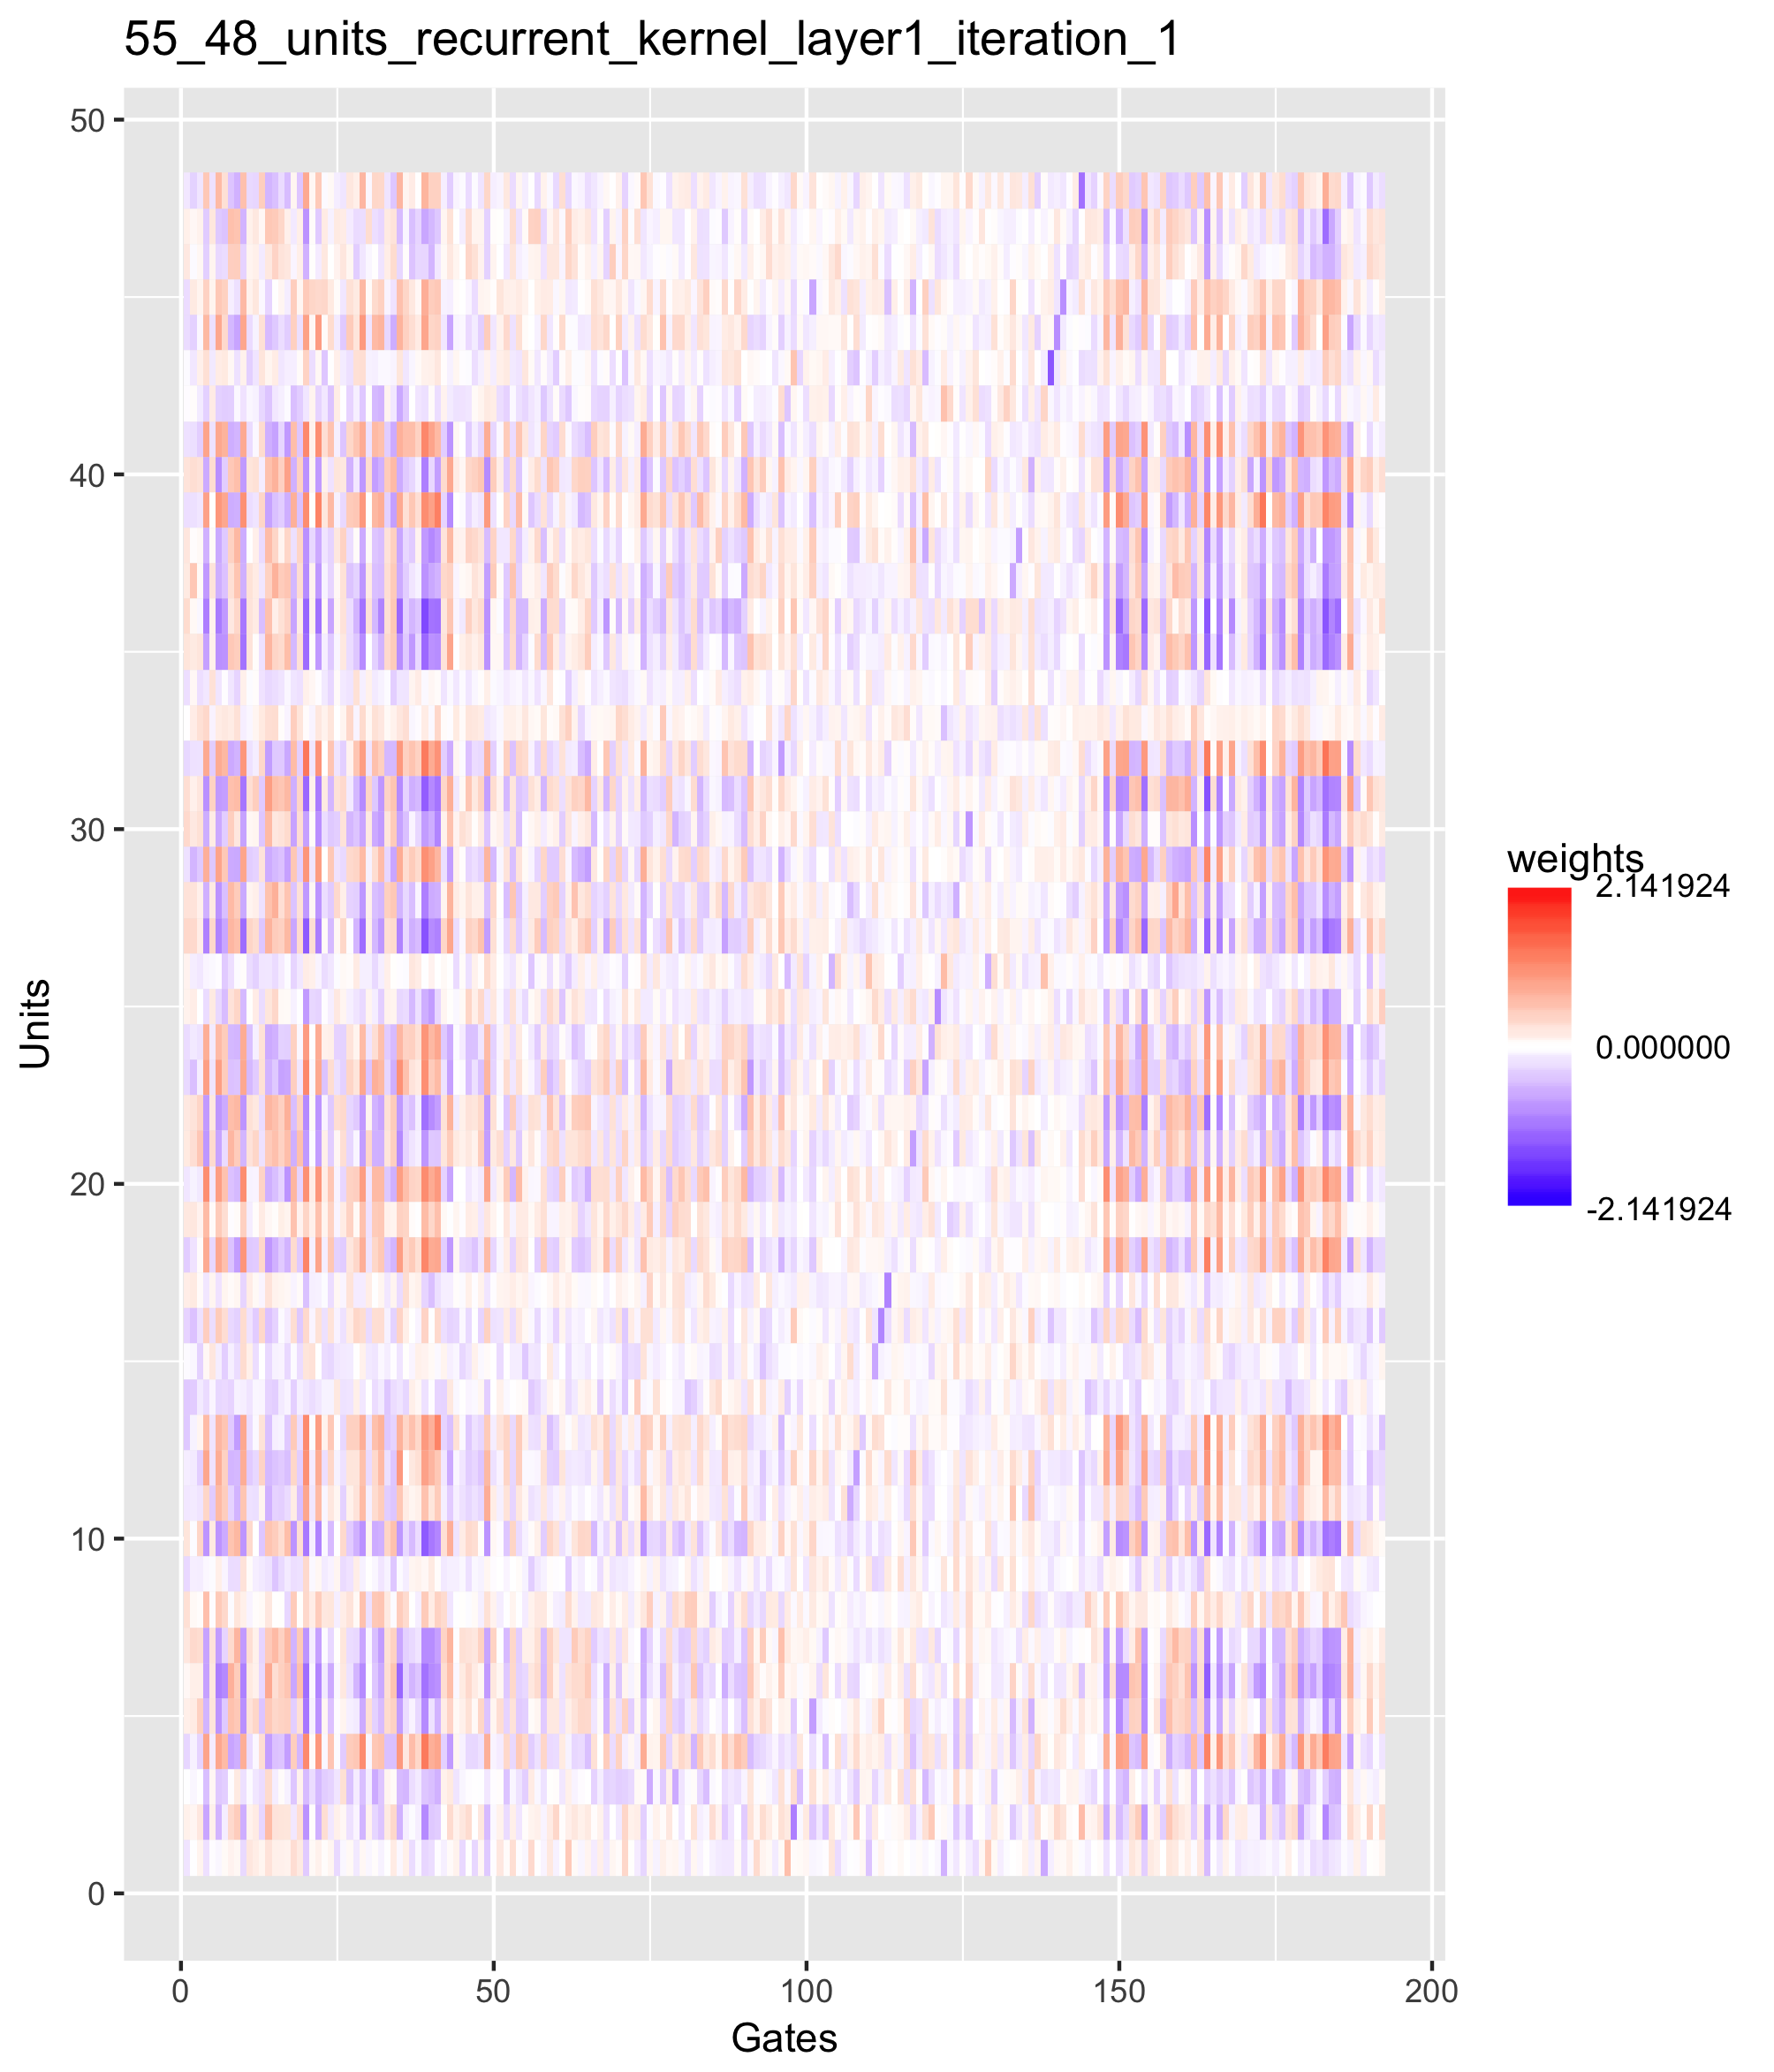 55_48_units_recurrent_kernel_layer1_iteration_1
50
40
30
20
10
0
Units
0 50 100 150 200
Gates
weights
2.141924
0.000000
-2.141924